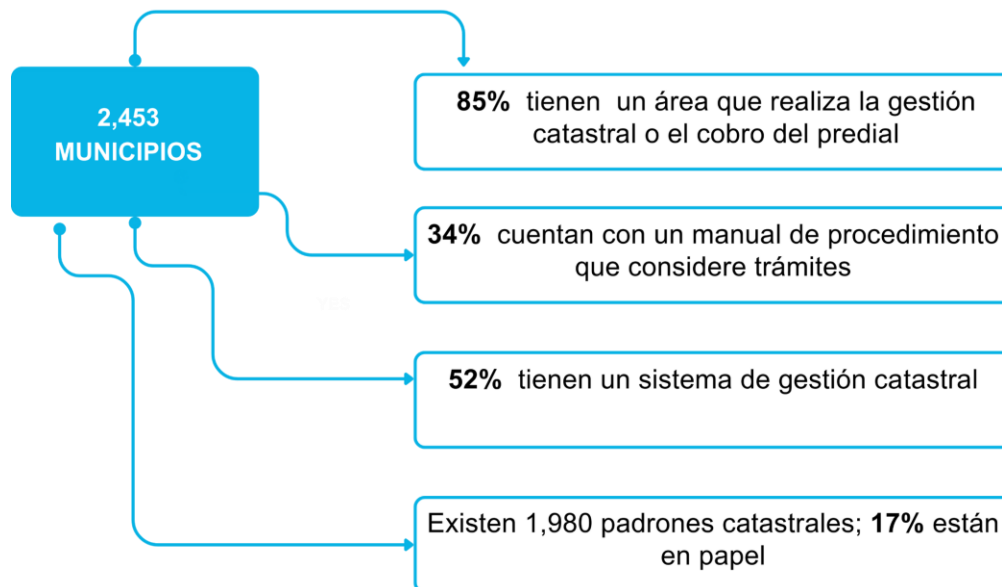 2,453
MUNICIPIOS
85% tienen un área que realiza la gestión
catastral o el cobro del predial
34% cuentan con un manual de procedimiento
que considere trámites
52% tienen un sistema de gestión catastral
Existen 1,980 padrones catastrales; 17% están
en papel